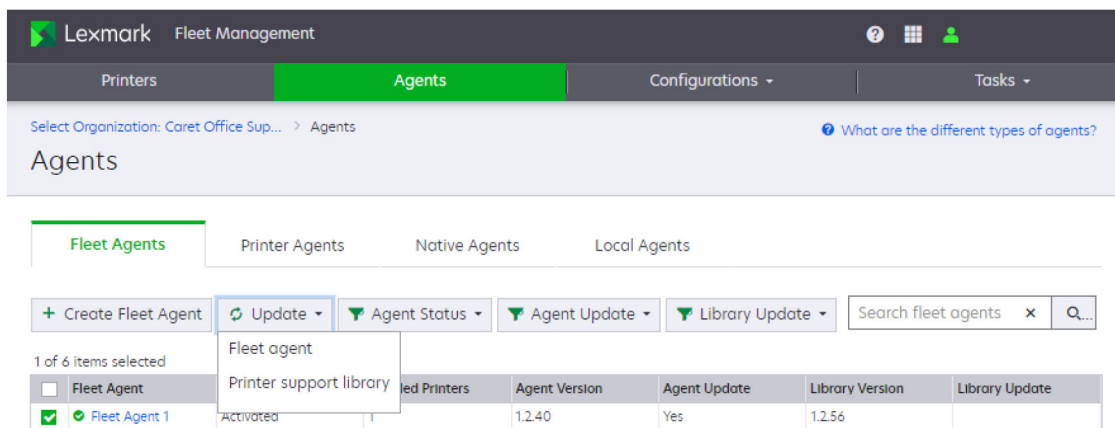 Lexmark Fleet Management
Printers Agents Configurations Tasks
Select Organization: Caret Office Sup... > Agents What are the different types of agents?
Agents
Fleet Agents Printer Agents Native Agents Local Agents
+ Create Fleet Agent Update Agent Status Agent Update Library Update Search fleet agents x
Fleet agent
Printer support library
1 of 6 items selected
Fleet Agent led Printers Agent Version Agent Update Library Version Library Update
Fleet Agent 1 Activated 1 1.2.40 Yes 1.2.56